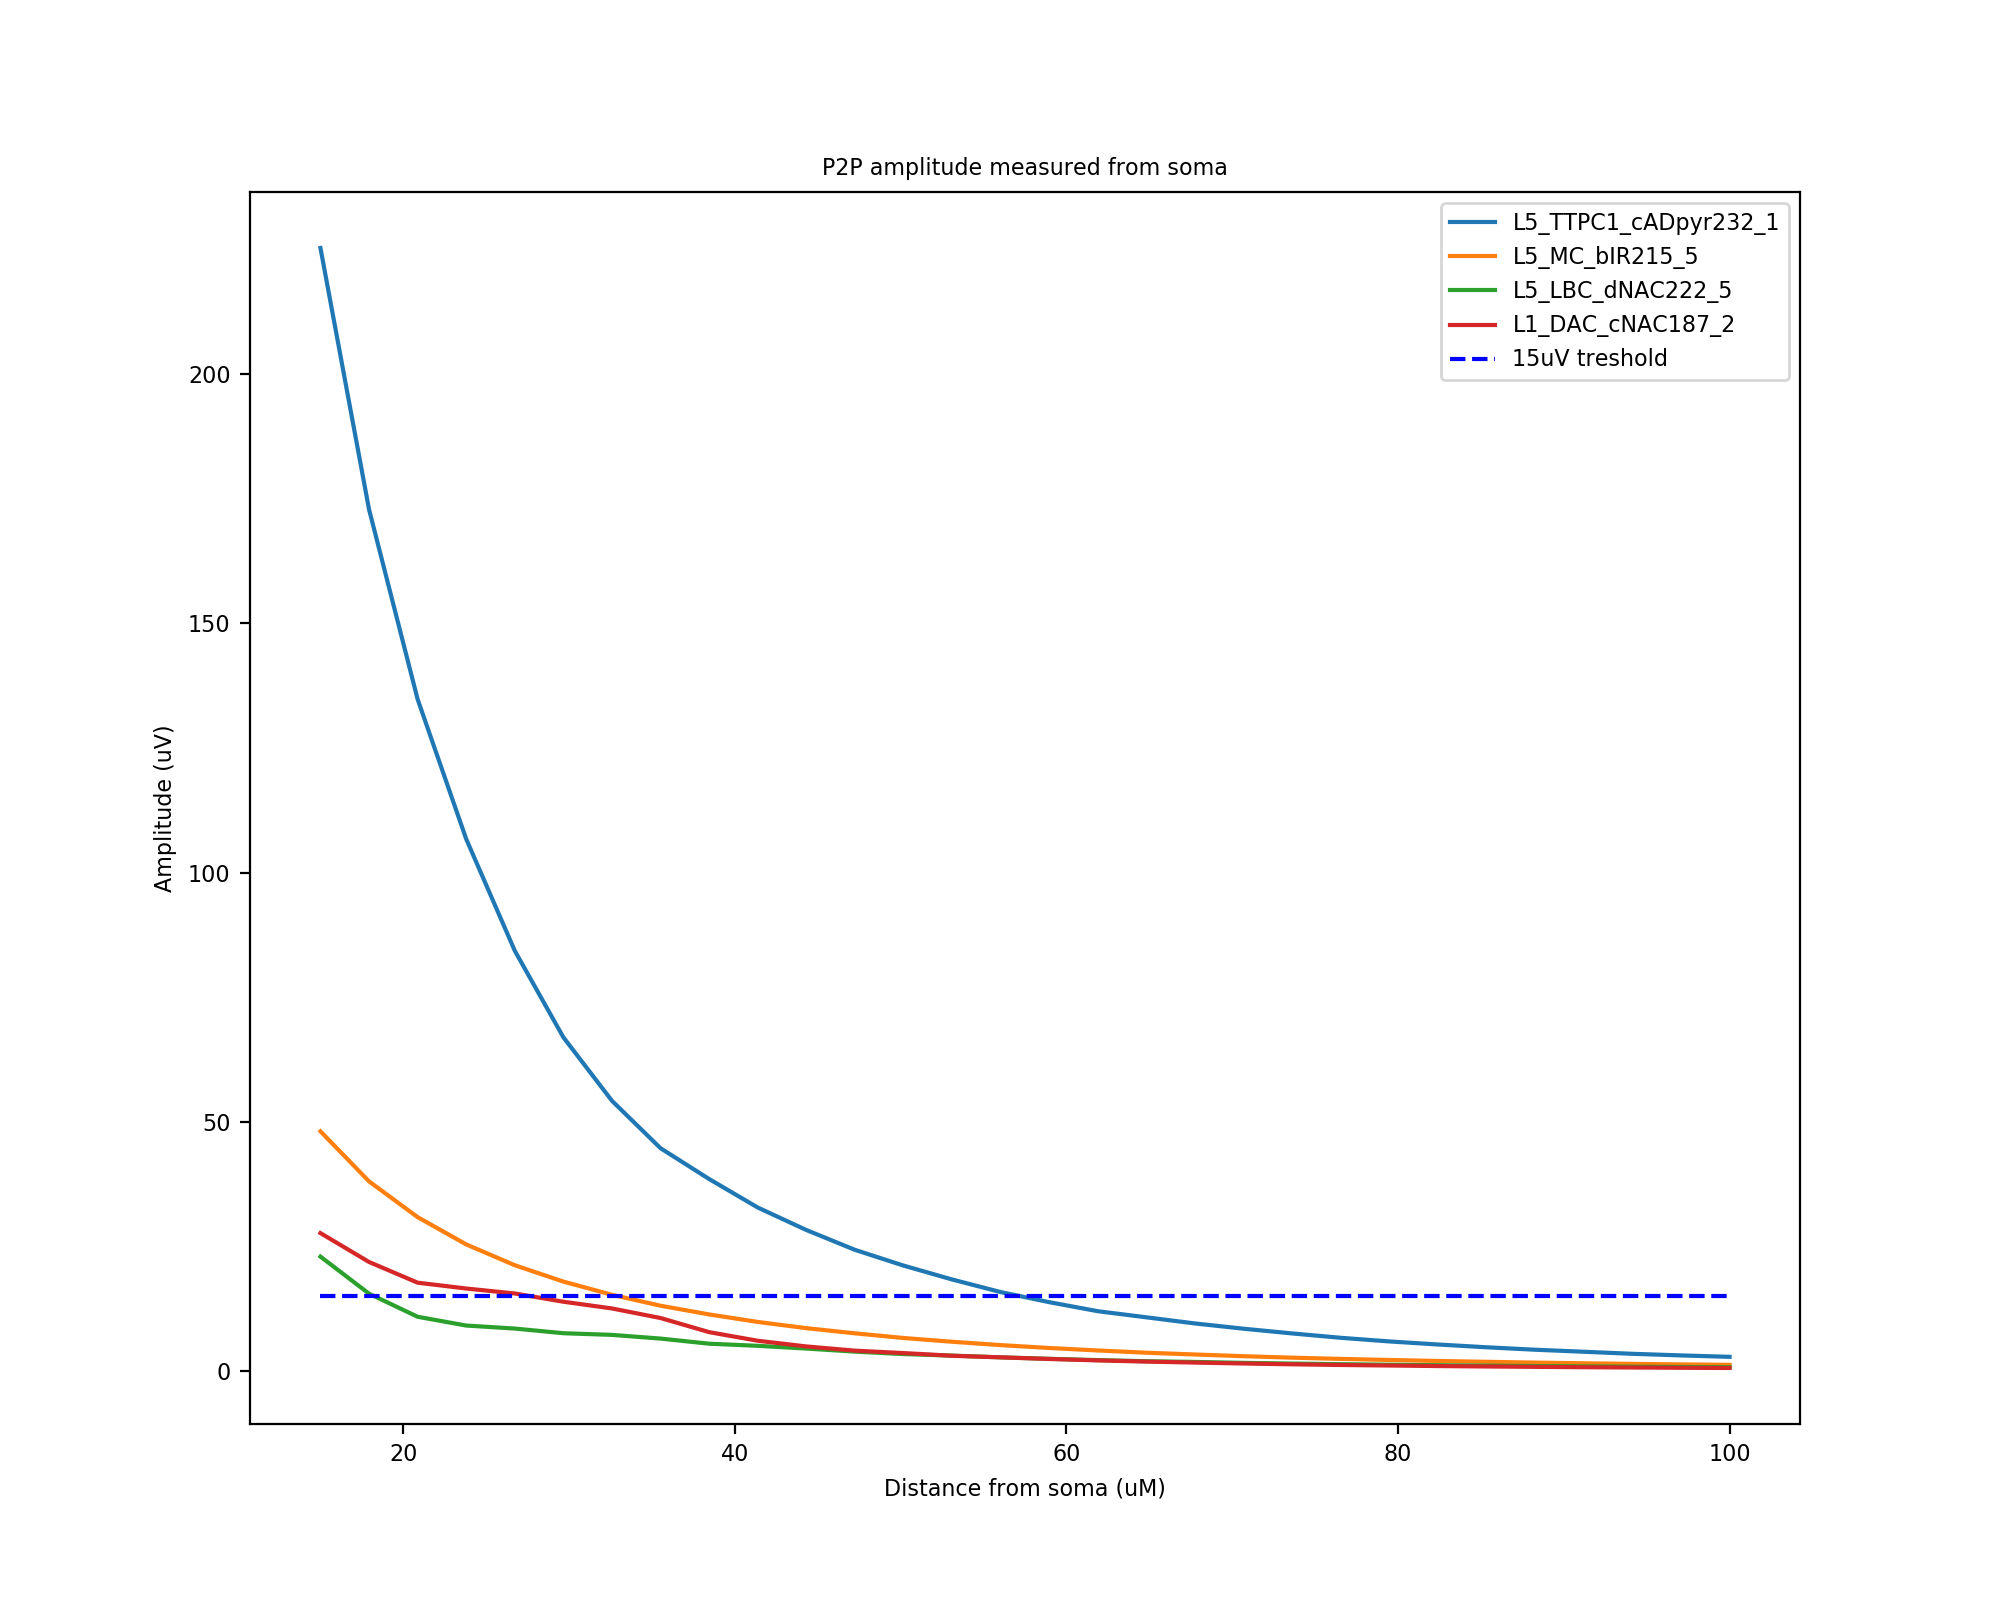 P2P amplitude measured from soma
L5_TTPC1_cADpyr232_1
L5_MC_bIR215_5
L5_LBC_dNAC222_5
L1_DAC_cNAC187_2
15uV treshold
Amplitude (uV)
200
150
100
50
0
20 40 60 80 100
Distance from soma (uM)